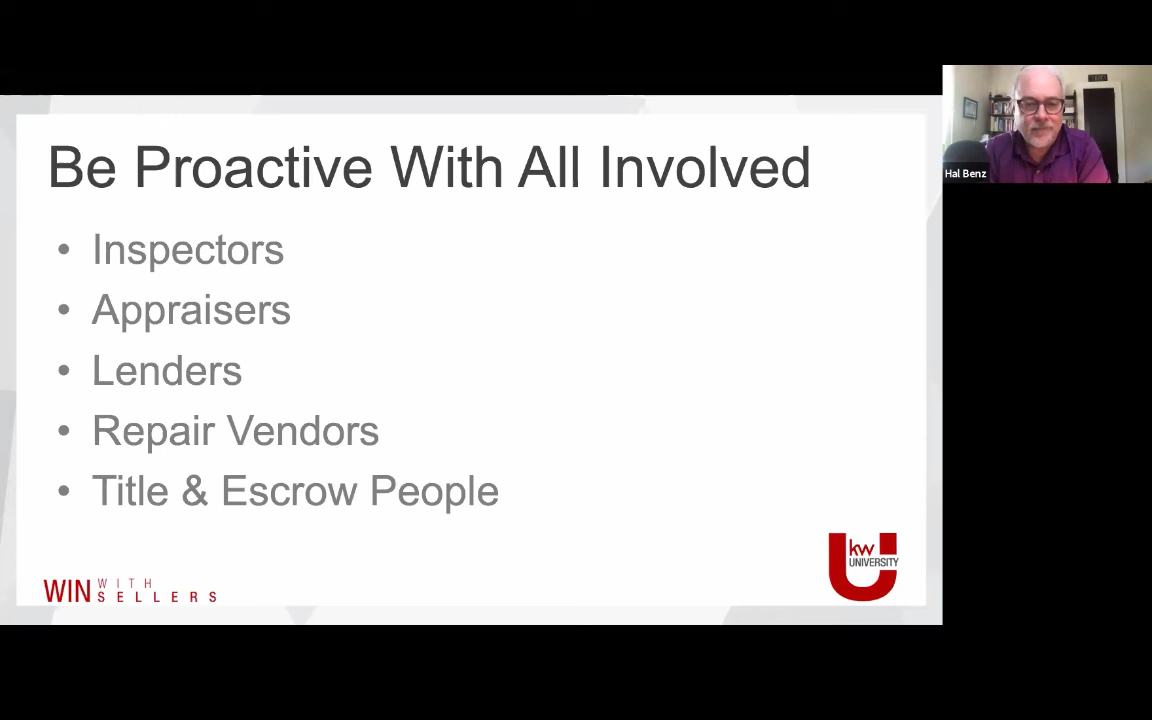 Be Proactive With All Involved
• Inspectors
• Appraisers
• Lenders
• Repair Vendors
• Title & Escrow People
WIN WITH SELLERS
kw
UNIVERSITY
Hal Benz